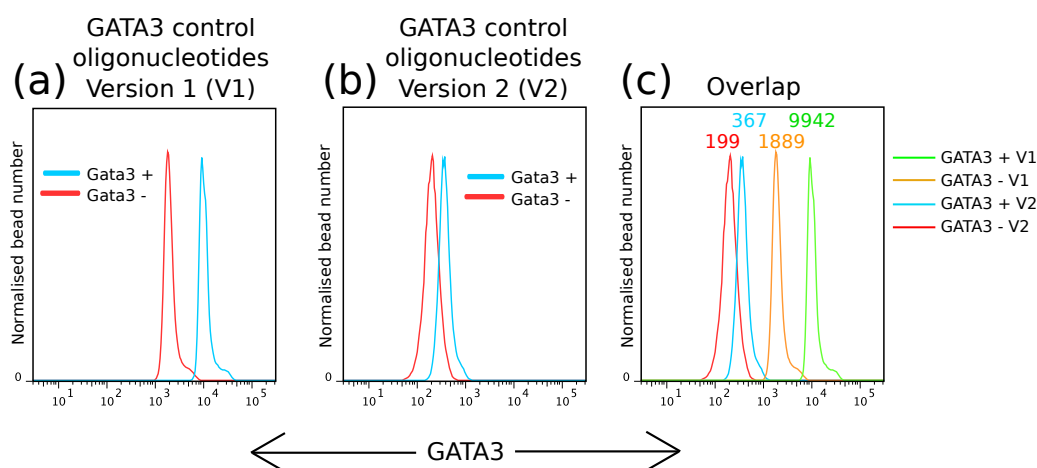 GATA3 control
oligonucleotides
Version 1 (V1)
(a)
Normalised bead number
Gata3 +
Gata3 -
0
10^1 10^2 10^3 10^4 10^5
GATA3 control
oligonucleotides
Version 2 (V2)
(b)
Normalised bead number
Gata3 +
Gata3 -
0
10^1 10^2 10^3 10^4 10^5
(c) Overlap
Normalised bead number
367 9942
199 1889
0
10^1 10^2 10^3 10^4 10^5
GATA3 + V1
GATA3 - V1
GATA3 + V2
GATA3 - V2
GATA3